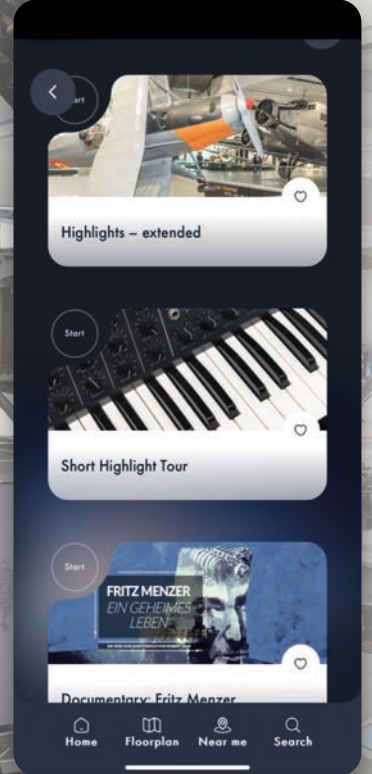 art
Highlights – extended
Start
Short Highlight Tour
Start
FRITZ MENZER
EIN GEHEIMES
LEBEN
Documentary: Fritz Menzer
Home Floorplan Near me Search